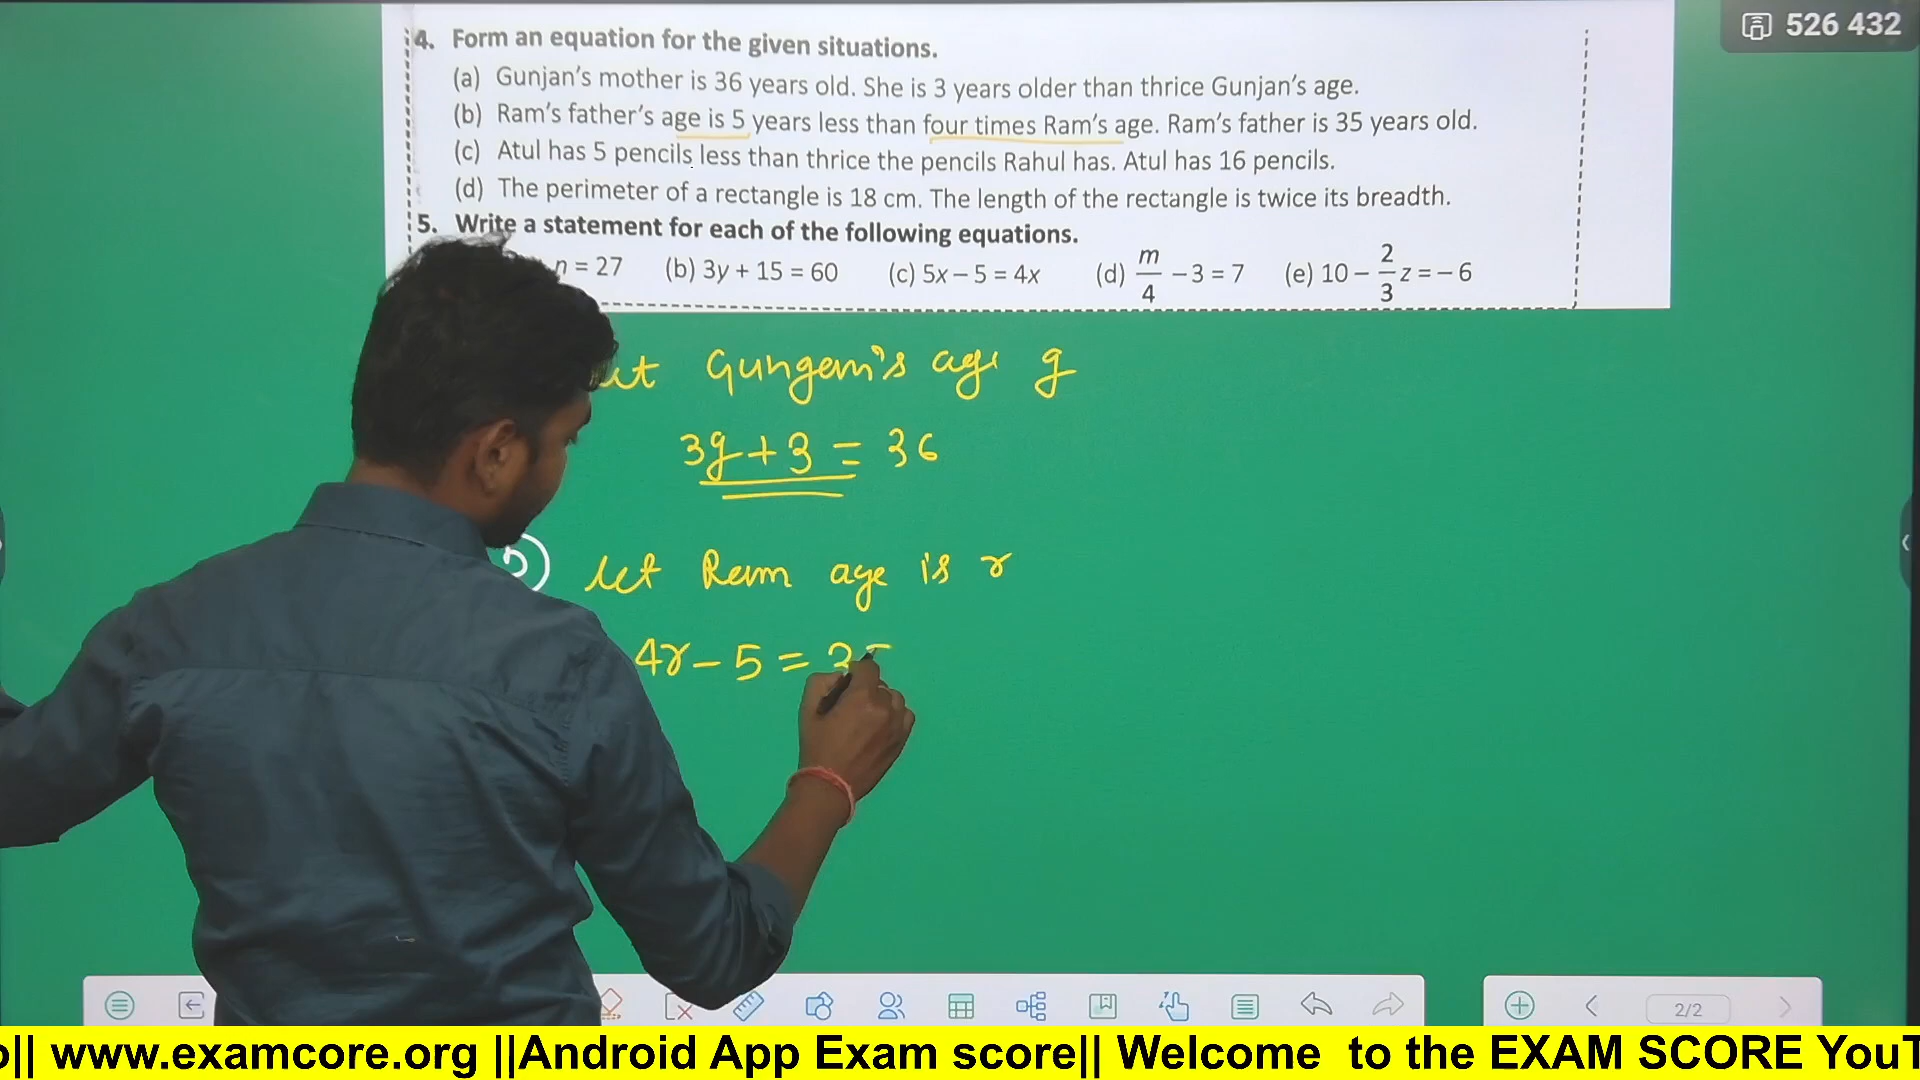 526 432
4. Form an equation for the given situations.
(a) Gunjan's mother is 36 years old. She is 3 years older than thrice Gunjan's age.
(b) Ram's father's age is 5 years less than four times Ram's age. Ram's father is 35 years old.
(c) Atul has 5 pencils less than thrice the pencils Rahul has. Atul has 16 pencils.
(d) The perimeter of a rectangle is 18 cm. The length of the rectangle is twice its breadth.
5. Write a statement for each of the following equations.
n = 27 (b) 3y + 15 = 60 (c) 5x – 5 = 4x (d) m/4 – 3 = 7 (e) 10 – 2/3 z = – 6
Gungem's age g
3g + 3 = 36
let Ram age is r
4r – 5 = 35
2/2
|| www.examcore.org ||Android App Exam score|| Welcome to the EXAM SCORE YouT